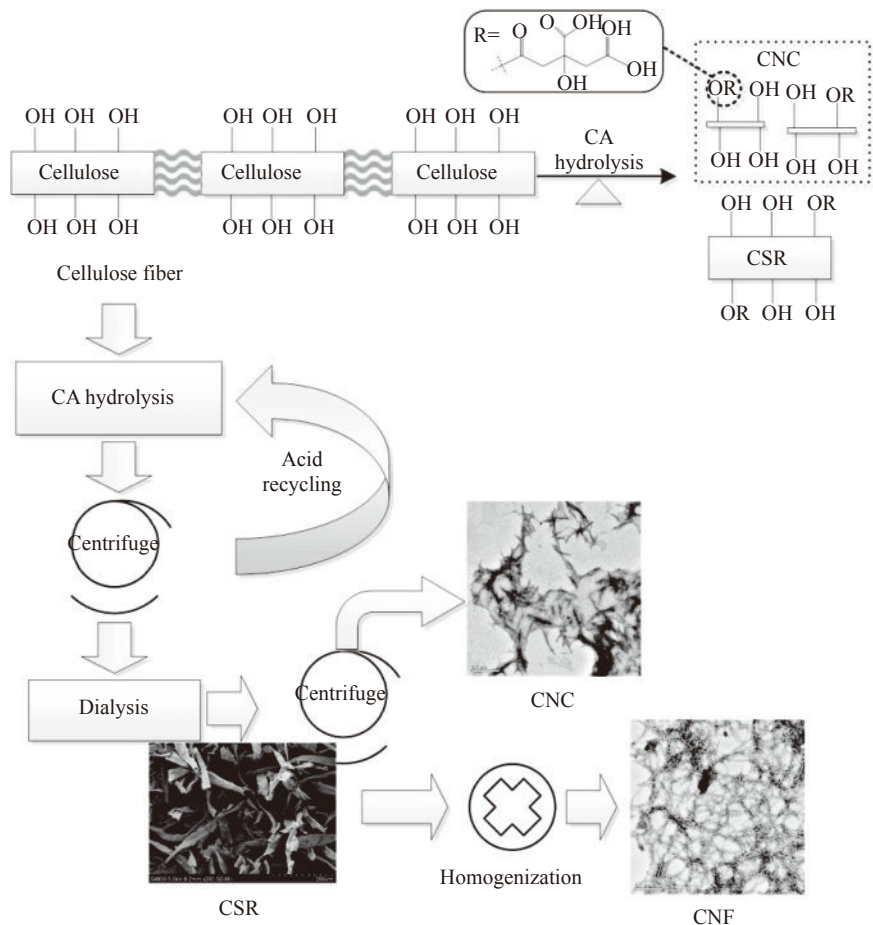 R=
O
O
OH
OH
O
OH
OH
CNC
OR
OH
OH
OR
OH OH
OH
OH
OH OH OH
OH OH OH
OH OH OH
Cellulose
Cellulose
Cellulose
CA
hydrolysis
OH OH OH
OH OH OH
OH OH OH
OH OH OR
CSR
OR OH OH
Cellulose fiber
CA hydrolysis
Acid
recycling
Centrifuge
Dialysis
Centrifuge
CNC
CSR
Homogenization
CNF